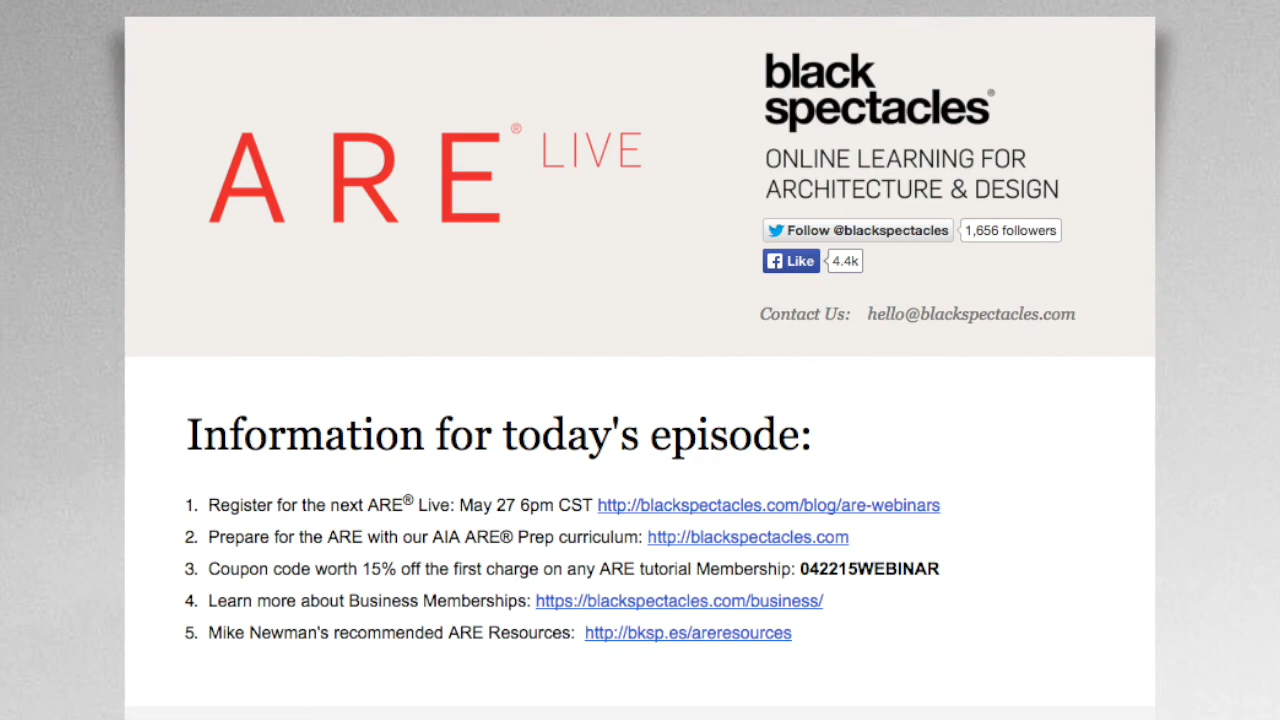 A R E® LIVE
black
spectacles®
ONLINE LEARNING FOR
ARCHITECTURE & DESIGN
Follow @blackspectacles 1,656 followers
Like 4.4k
Contact Us: hello@blackspectacles.com
Information for today's episode:
1. Register for the next ARE® Live: May 27 6pm CST http://blackspectacles.com/blog/are-webinars
2. Prepare for the ARE with our AIA ARE® Prep curriculum: http://blackspectacles.com
3. Coupon code worth 15% off the first charge on any ARE tutorial Membership: 042215WEBINAR
4. Learn more about Business Memberships: https://blackspectacles.com/business/
5. Mike Newman's recommended ARE Resources: http://bksp.es/areresources